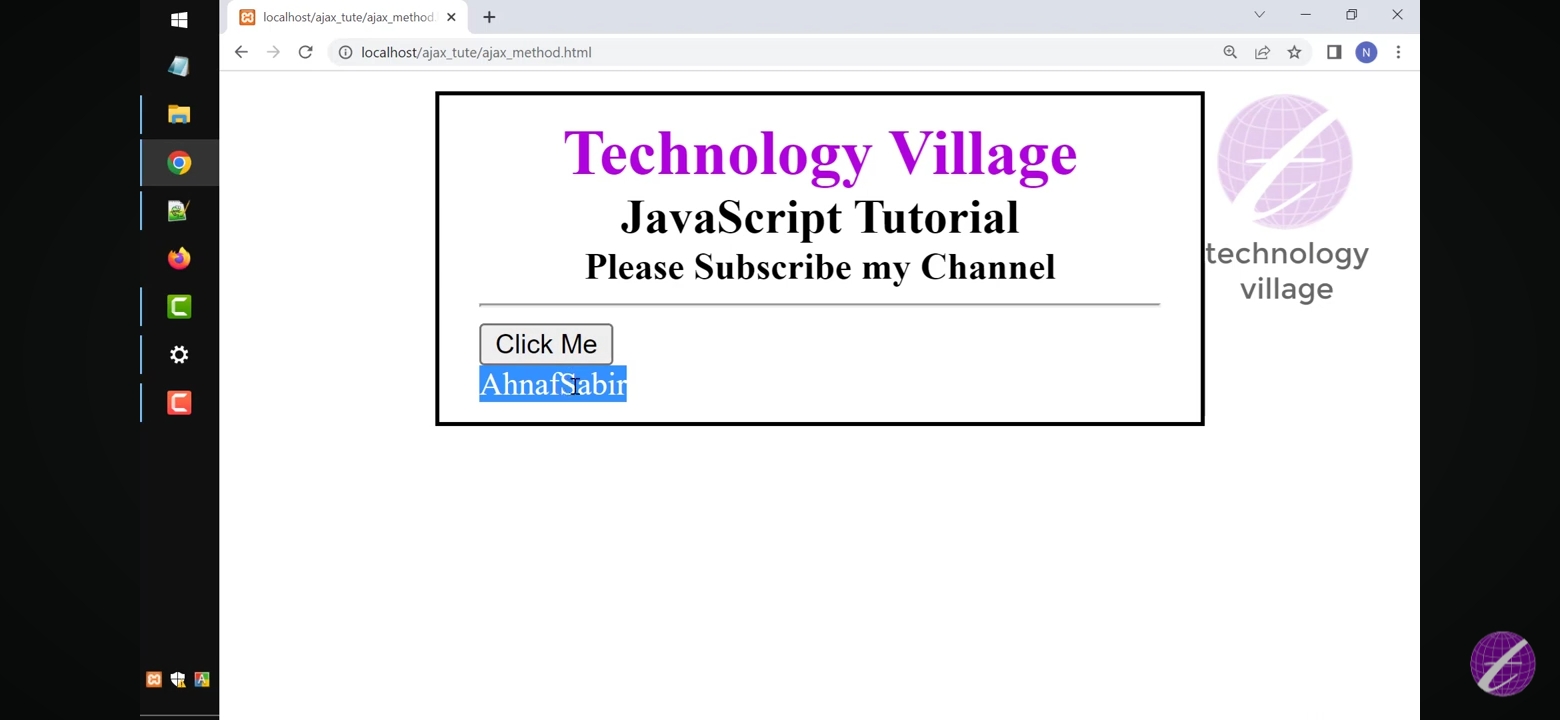 localhost/ajax_tute/ajax_method.
localhost/ajax_tute/ajax_method.html
N
Technology Village
JavaScript Tutorial
Please Subscribe my Channel
technology
village
Click Me
AhnafSabir